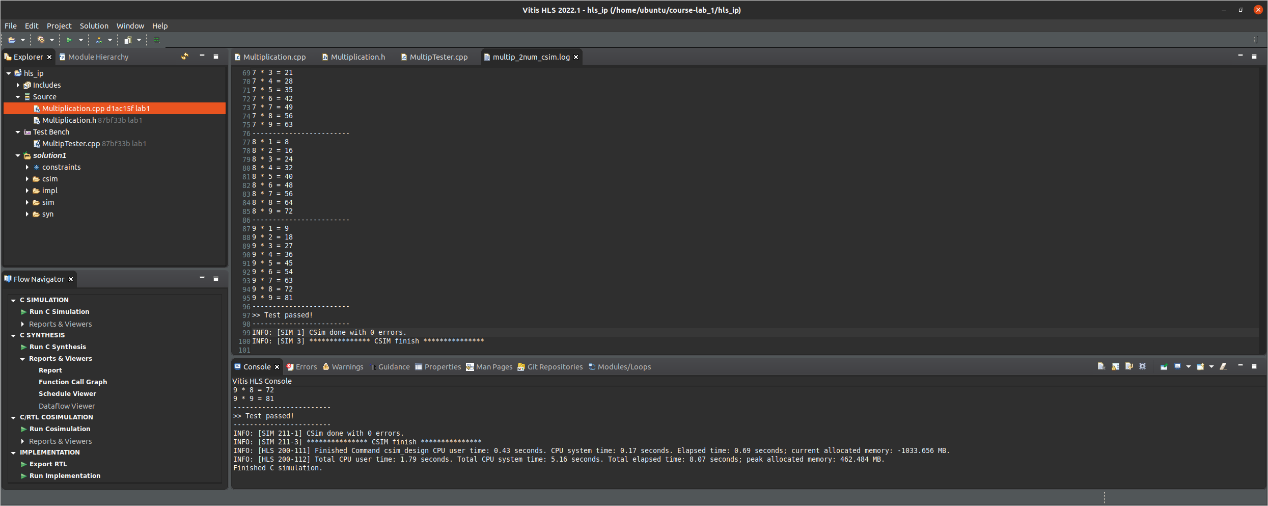 Vitis HLS 2022.1 - hls_ip (/home/ubuntu/course-lab_1/hls_ip)
File Edit Project Solution Window Help
Explorer Module Hierarchy
hls_ip
Includes
Source
Multiplication.cpp d1ac15f lab1
Multiplication.h 87bf33b lab1
Test Bench
MultipTester.cpp 87bf33b lab1
solution1
constraints
csim
impl
sim
syn
Flow Navigator
C SIMULATION
Run C Simulation
Reports & Viewers
C SYNTHESIS
Run C Synthesis
Reports & Viewers
Report
Function Call Graph
Schedule Viewer
Dataflow Viewer
C/RTL COSIMULATION
Run Cosimulation
Reports & Viewers
IMPLEMENTATION
Export RTL
Run Implementation
Multiplication.cpp Multiplication.h MultipTester.cpp multip_2num_csim.log
69 7 * 3 = 21
70 7 * 4 = 28
71 7 * 5 = 35
72 7 * 6 = 42
73 7 * 7 = 49
74 7 * 8 = 56
75 7 * 9 = 63
76 ------------------------
77 8 * 1 = 8
78 8 * 2 = 16
79 8 * 3 = 24
80 8 * 4 = 32
81 8 * 5 = 40
82 8 * 6 = 48
83 8 * 7 = 56
84 8 * 8 = 64
85 8 * 9 = 72
86 ------------------------
87 9 * 1 = 9
88 9 * 2 = 18
89 9 * 3 = 27
90 9 * 4 = 36
91 9 * 5 = 45
92 9 * 6 = 54
93 9 * 7 = 63
94 9 * 8 = 72
95 9 * 9 = 81
96 ------------------------
97 >> Test passed!
98 ------------------------
99 INFO: [SIM 1] CSim done with 0 errors.
100 INFO: [SIM 3] *************** CSIM finish ***************
101
Console Errors Warnings Guidance Properties Man Pages Git Repositories Modules/Loops
Vitis HLS Console
9 * 8 = 72
9 * 9 = 81
------------------------
>> Test passed!
------------------------
INFO: [SIM 211-1] CSim done with 0 errors.
INFO: [SIM 211-3] *************** CSIM finish ***************
INFO: [HLS 200-111] Finished Command csim_design CPU user time: 0.43 seconds. CPU system time: 0.17 seconds. Elapsed time: 0.69 seconds; current allocated memory: -1033.656 MB.
INFO: [HLS 200-112] Total CPU user time: 1.79 seconds. Total CPU system time: 5.16 seconds. Total elapsed time: 8.07 seconds; peak allocated memory: 462.484 MB.
Finished C simulation.